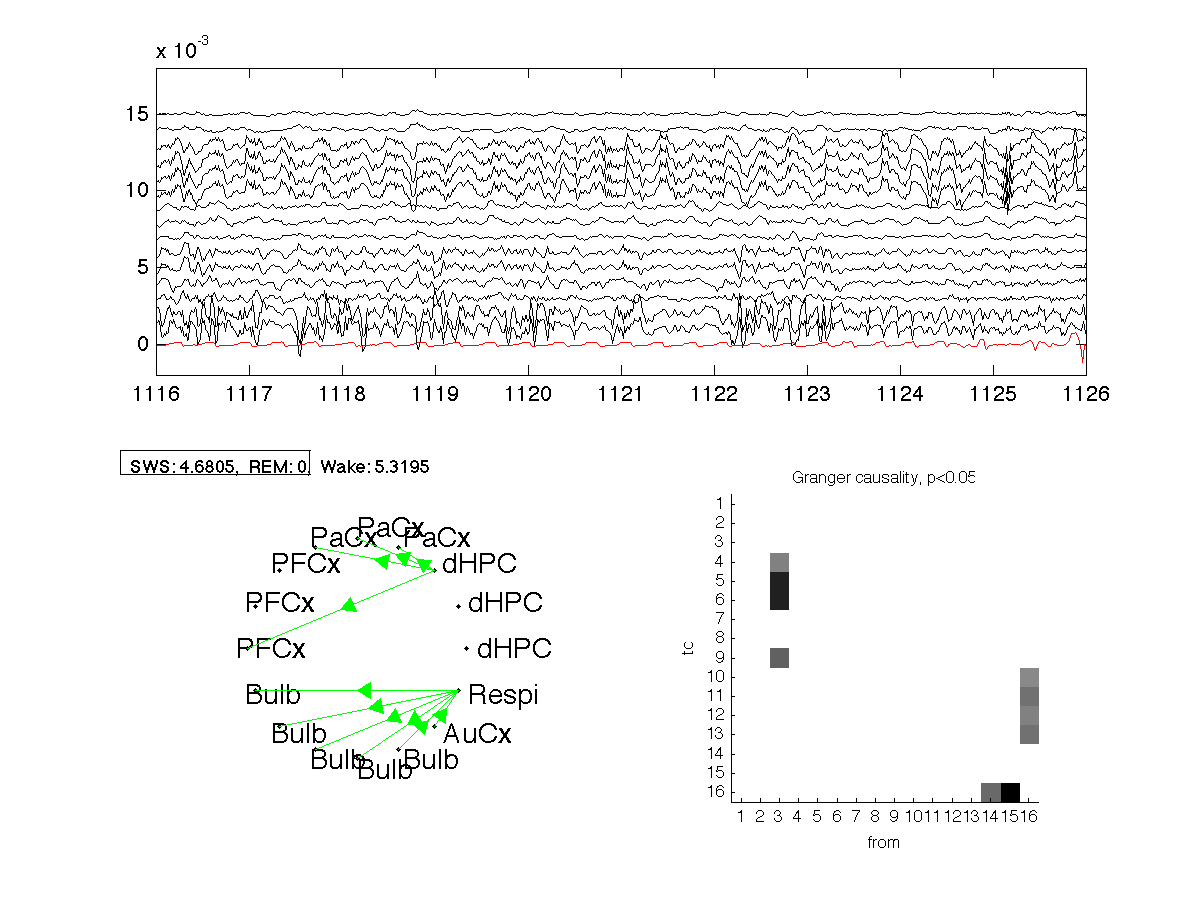 x 10-3
15
10
5
0
1116 1117 1118 1119 1120 1121 1122 1123 1124 1125 1126
SWS:4.6805, REM:0, Wake:5.3195
Granger causality, p<0.05
PaCx
PaCx PaCx
PFCx dHPC
PFCx dHPC
PFCx dHPC
Bulb Respi
Bulb AuCx
Bulb Bulb
Bulb
1
2
3
4
5
6
7
8
9
10
11
12
13
14
15
16
tc
1 2 3 4 5 6 7 8 9 10 11 12 13 14 15 16
from